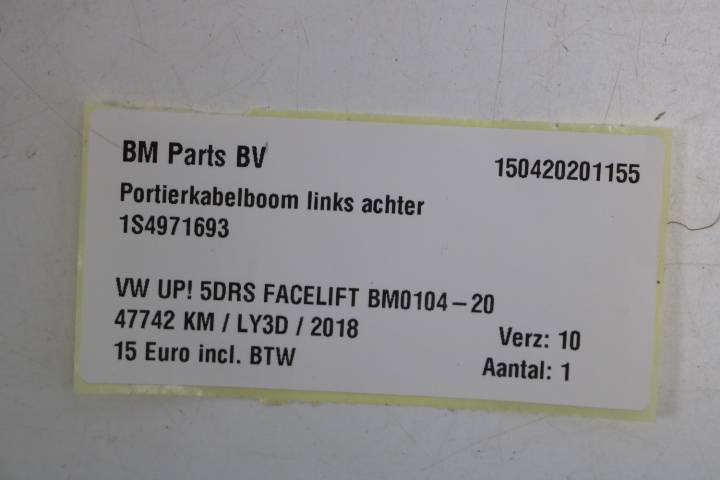 BM Parts BV 150420201155
Portierkabelboom links achter
1S4971693
VW UP! 5DRS FACELIFT BM0104-20
47742 KM / LY3D / 2018 Verz: 10
15 Euro incl. BTW Aantal: 1